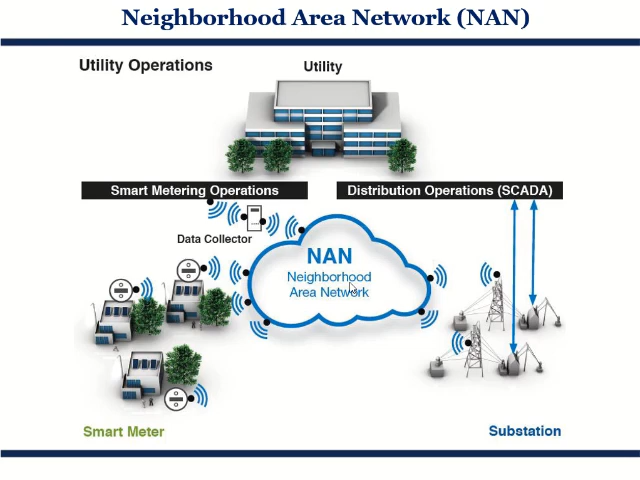 Neighborhood Area Network (NAN)
Utility Operations
Utility
Smart Metering Operations
Distribution Operations (SCADA)
Data Collector
NAN
Neighborhood
Area Network
Smart Meter
Substation